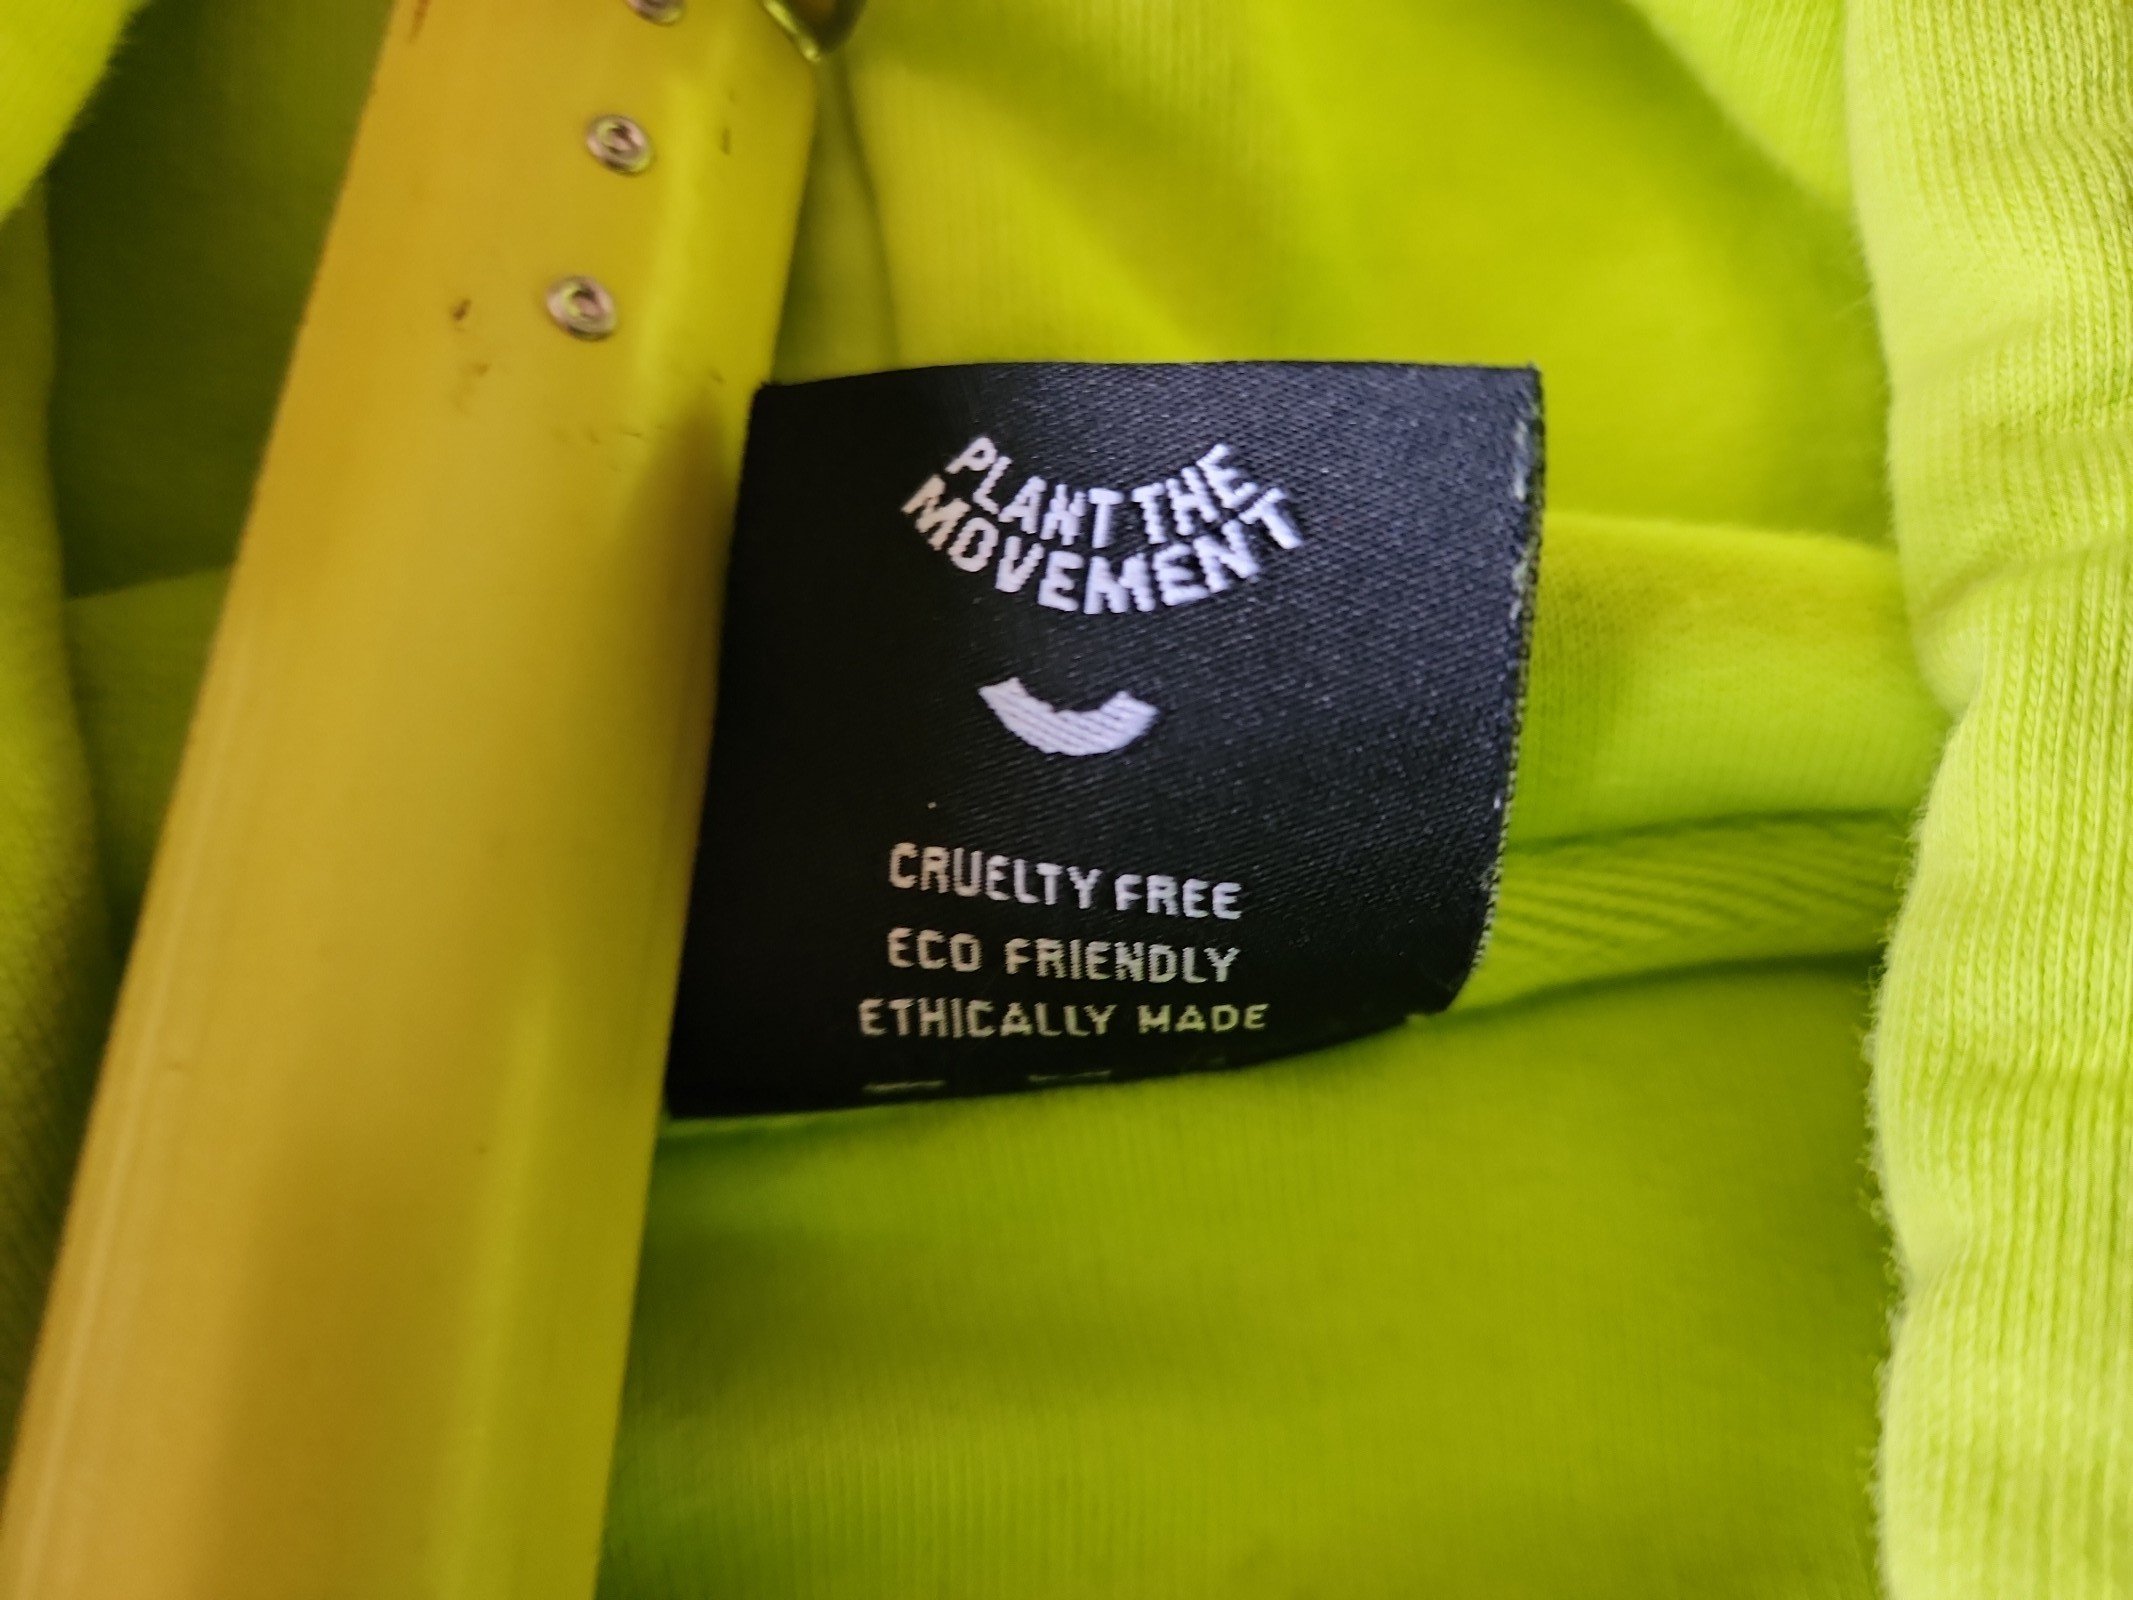 PLANT THE
MOVEMENT
CRUELTY FREE
ECO FRIENDLY
ETHICALLY MADE